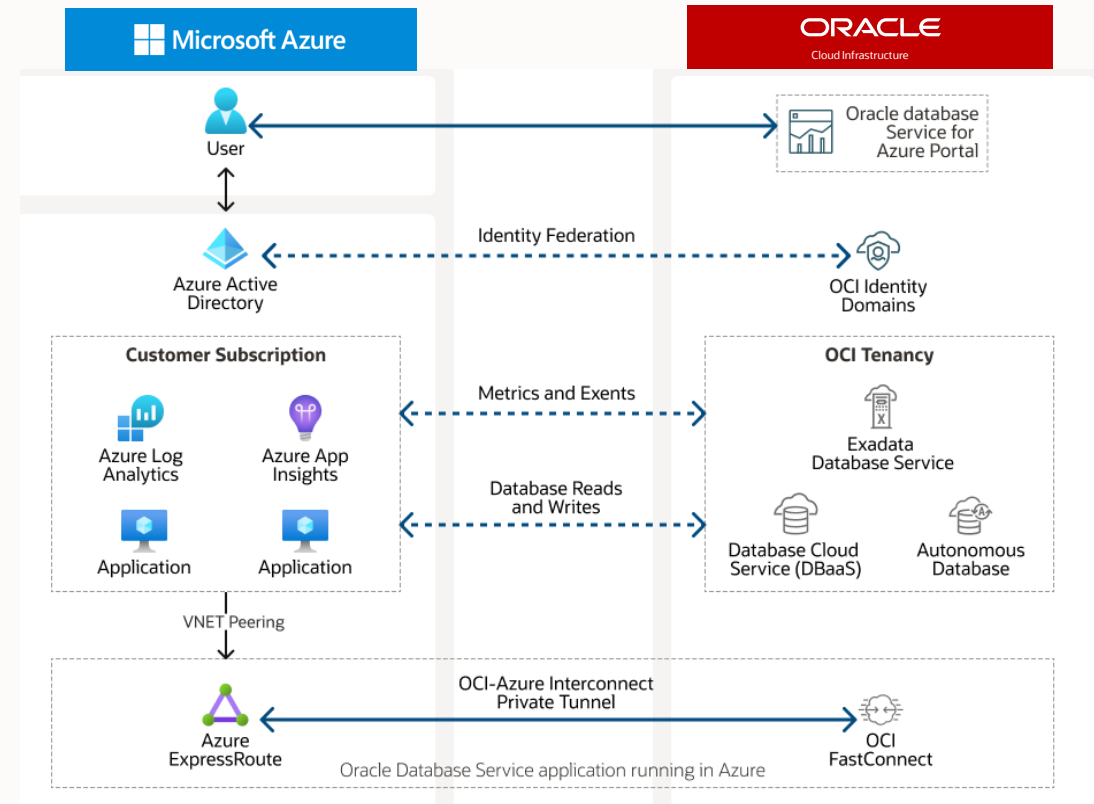 Microsoft Azure
ORACLE
Cloud Infrastructure
User
Oracle database
Service for
Azure Portal
Azure Active
Directory
Identity Federation
OCI Identity
Domains
Customer Subscription
Azure Log
Analytics
Azure App
Insights
Application
Application
Metrics and Exents
Database Reads
and Writes
OCI Tenancy
X
Exadata
Database Service
Database Cloud
Service (DBaaS)
A
Autonomous
Database
VNET Peering
Azure
ExpressRoute
OCI-Azure Interconnect
Private Tunnel
OCI
FastConnect
Oracle Database Service application running in Azure